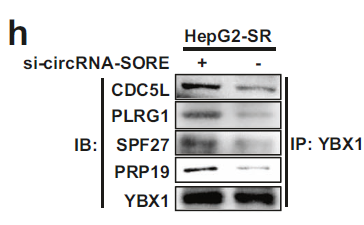 h
HepG2-SR
si-circRNA-SORE + -
CDC5L
PLRG1
IB: SPF27 IP: YBX1
PRP19
YBX1